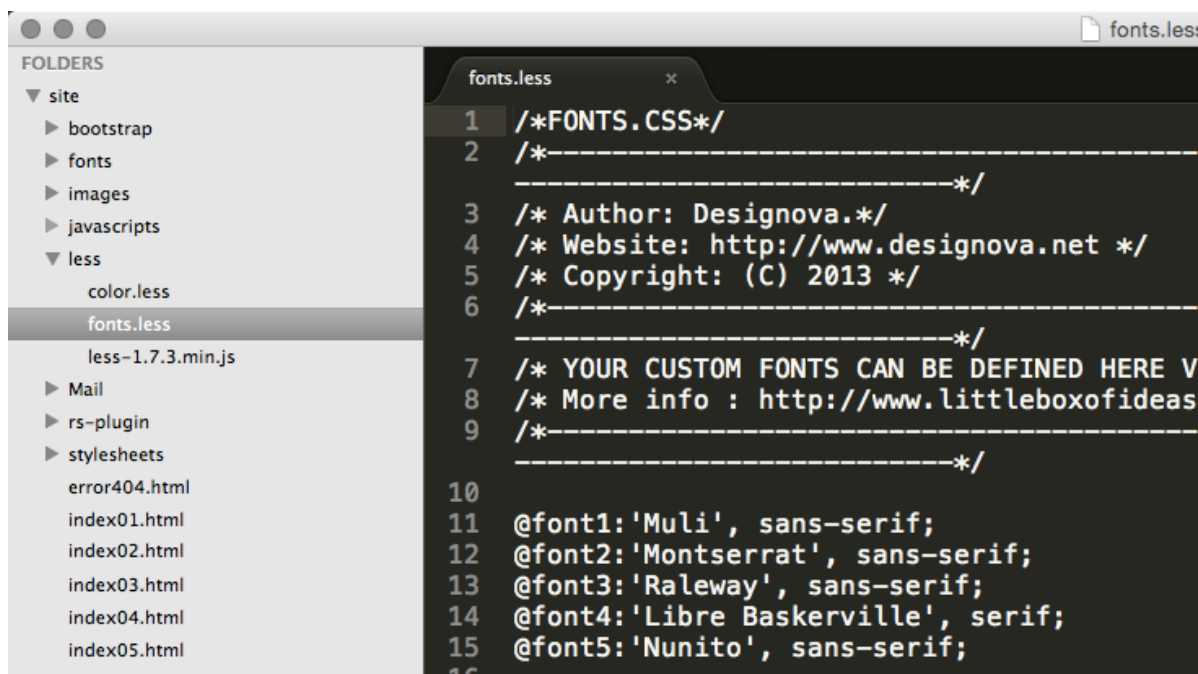 fonts.less
FOLDERS
site
bootstrap
fonts
images
javascripts
less
color.less
fonts.less
less-1.7.3.min.js
Mail
rs-plugin
stylesheets
error404.html
index01.html
index02.html
index03.html
index04.html
index05.html
fonts.less ×
1 /*FONTS.CSS*/
2 /*------------------------------------------
---------------------------*/
3 /* Author: Designova.*/
4 /* Website: http://www.designova.net */
5 /* Copyright: (C) 2013 */
6 /*------------------------------------------
---------------------------*/
7 /* YOUR CUSTOM FONTS CAN BE DEFINED HERE V
8 /* More info : http://www.littleboxofideas
9 /*------------------------------------------
---------------------------*/
10
11 @font1:'Muli', sans-serif;
12 @font2:'Montserrat', sans-serif;
13 @font3:'Raleway', sans-serif;
14 @font4:'Libre Baskerville', serif;
15 @font5:'Nunito', sans-serif;